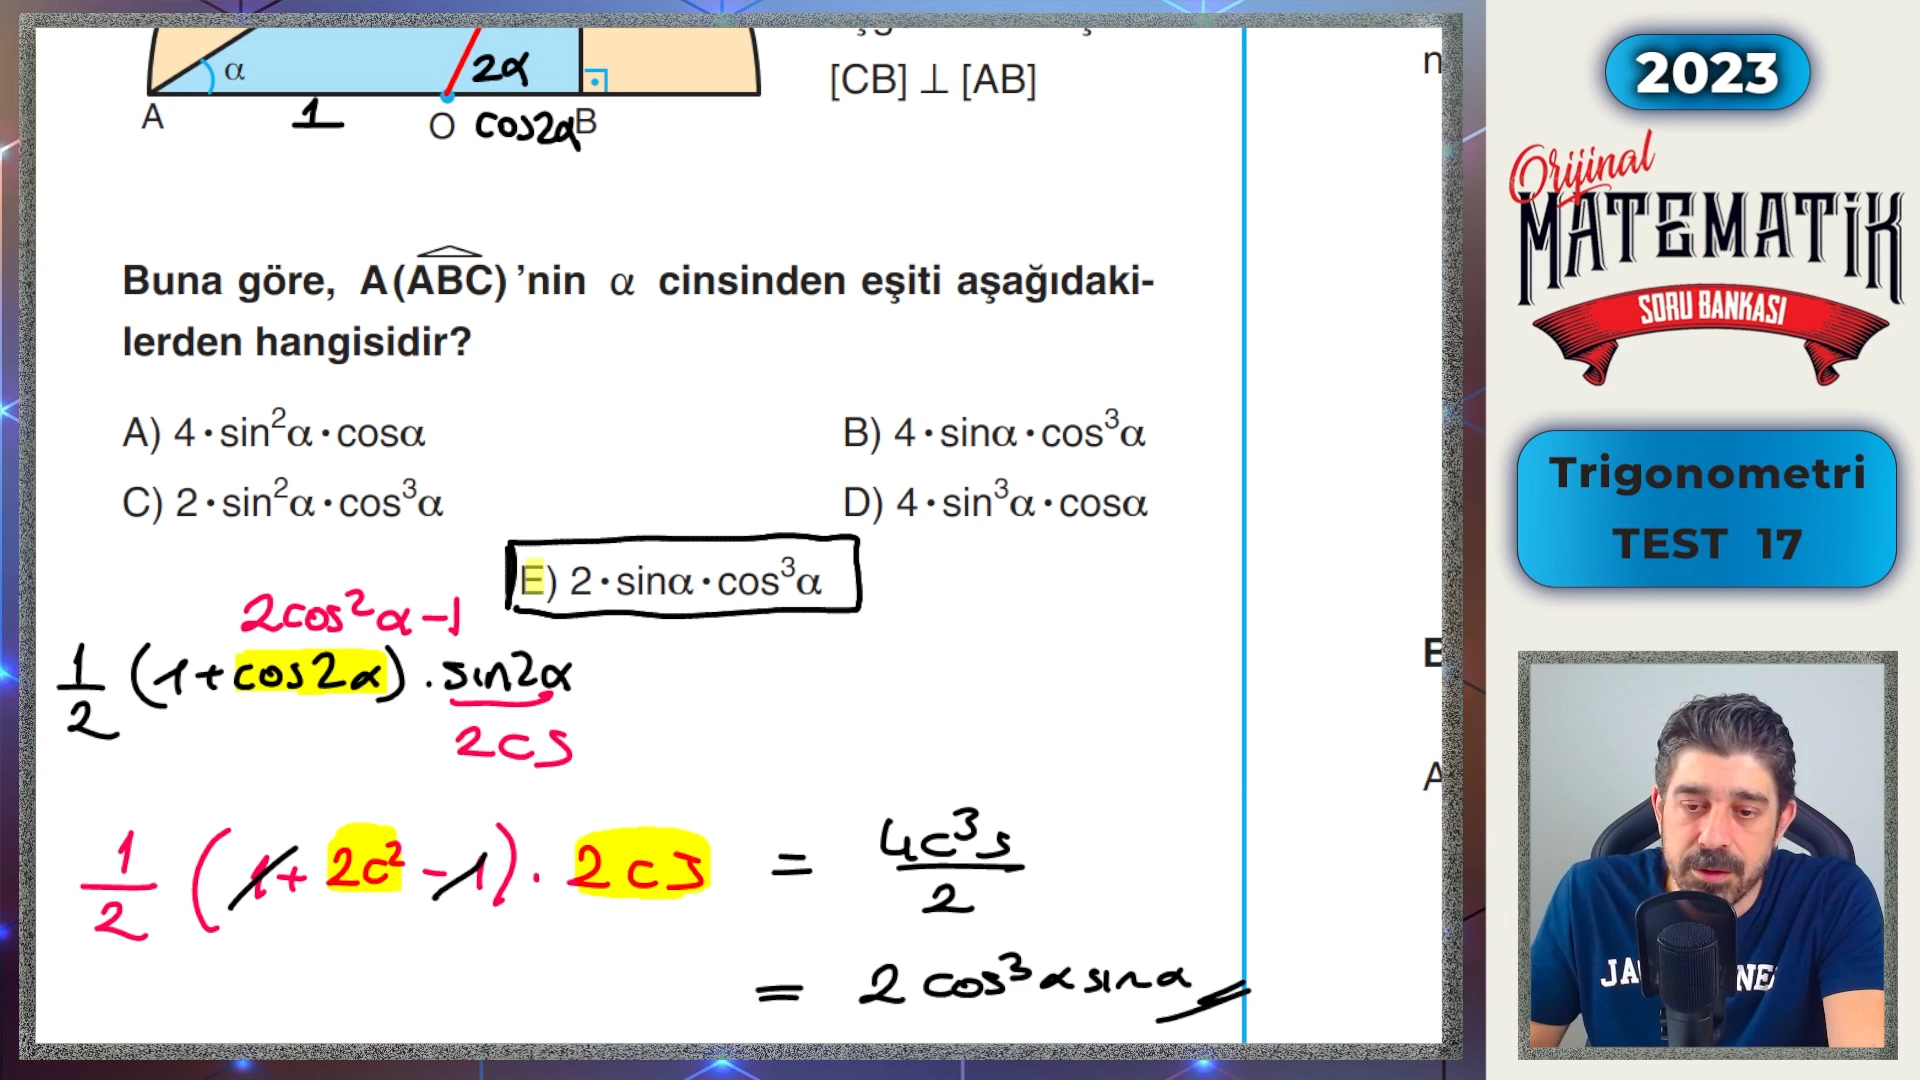 2α
α
[CB] ⊥ [AB]
A
1
O
cos2α
B
Buna göre, A(ABC) 'nin α cinsinden eşiti aşağıdaki-
lerden hangisidir?
A) 4·sin²α·cosα
B) 4·sinα·cos³α
C) 2·sin²α·cos³α
D) 4·sin³α·cosα
E) 2·sinα·cos³α
2cos²α-1
1/2 (1+cos2α).sin2α
2cs
1/2 (1+2c²-1).2cs = 4c³s/2
= 2cos³αsinα
n
E
A
2023
Orijinal
MATEMATİK
SORU BANKASI
Trigonometri
TEST 17